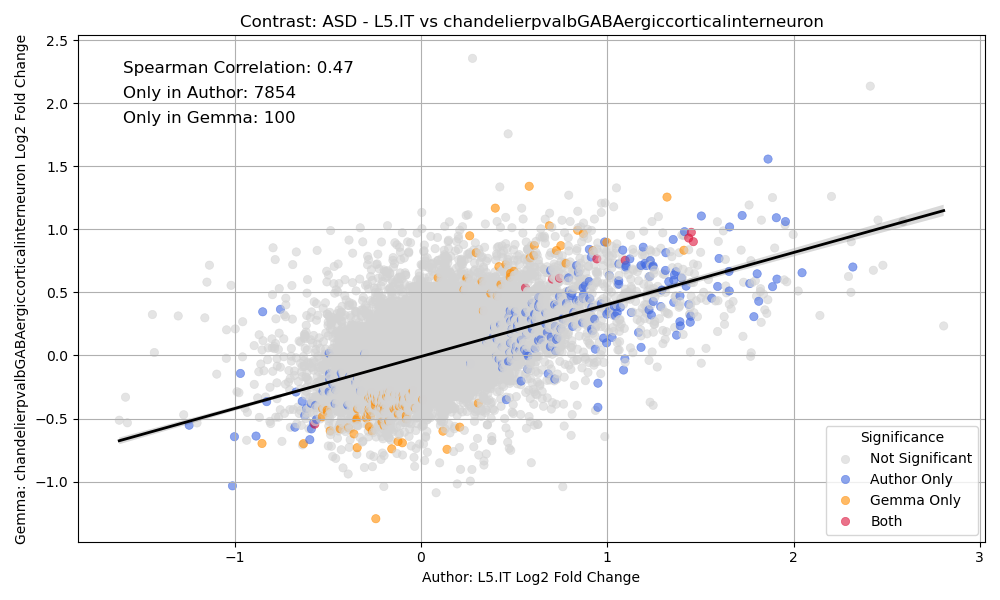 Contrast: ASD - L5.IT vs chandelierpvalbGABAergiccorticalinterneuron
Gemma: chandelierpvalbGABAergiccorticalinterneuron Log2 Fold Change
2.5
2.0
1.5
1.0
0.5
0.0
−0.5
−1.0
Spearman Correlation: 0.47
Only in Author: 7854
Only in Gemma: 100
Significance
Not Significant
Author Only
Gemma Only
Both
−1
0
1
2
3
Author: L5.IT Log2 Fold Change